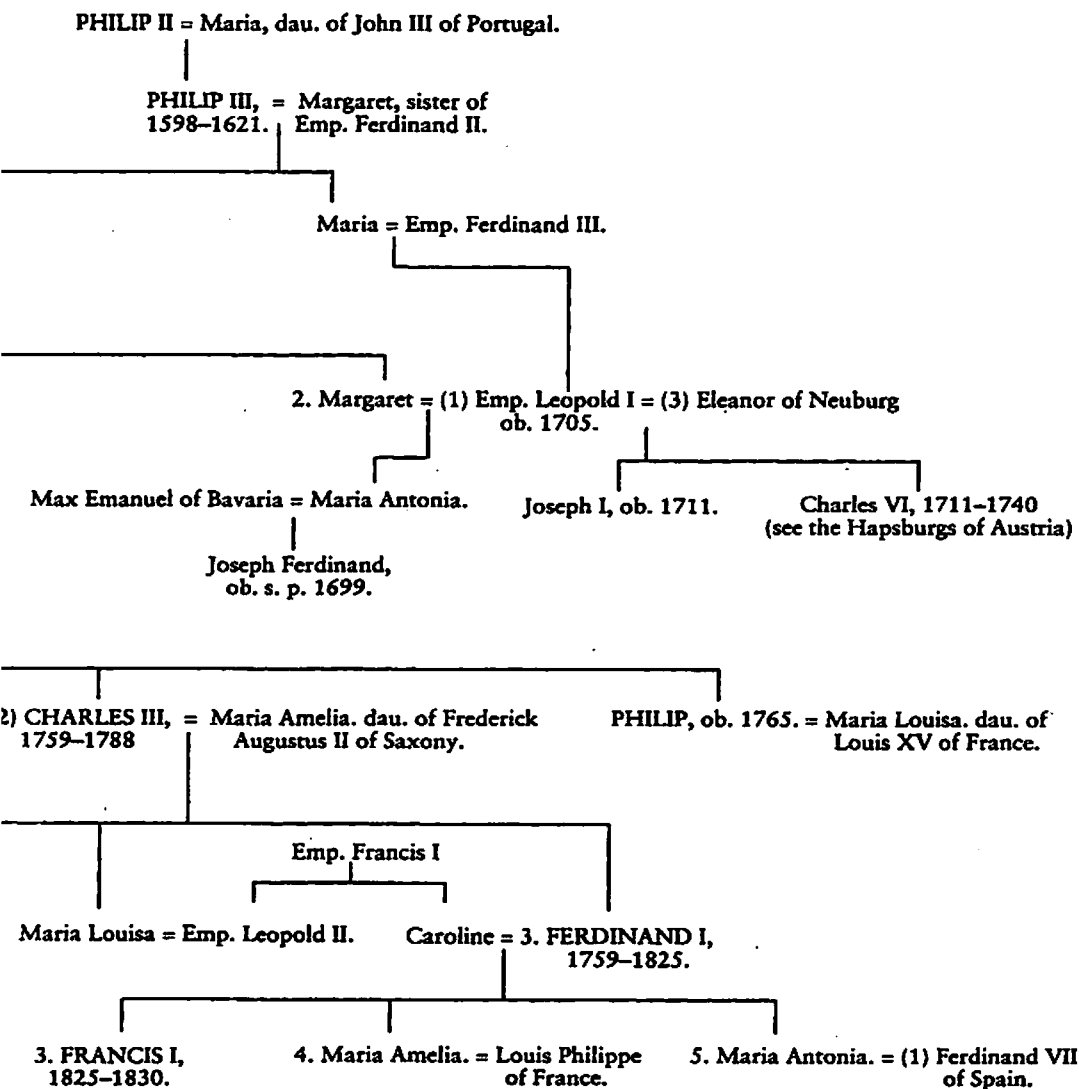 PHILIP II = Maria, dau. of John III of Portugal.
PHILIP III, = Margaret, sister of
1598–1621. Emp. Ferdinand II.
Maria = Emp. Ferdinand III.
2. Margaret = (1) Emp. Leopold I = (3) Eleanor of Neuburg
ob. 1705.
Max Emanuel of Bavaria = Maria Antonia.
Joseph I, ob. 1711.
Charles VI, 1711–1740
(see the Hapsburgs of Austria)
Joseph Ferdinand,
ob. s. p. 1699.
2) CHARLES III, = Maria Amelia. dau. of Frederick
1759–1788 Augustus II of Saxony.
PHILIP, ob. 1765. = Maria Louisa. dau. of
Louis XV of France.
Emp. Francis I
Maria Louisa = Emp. Leopold II.
Caroline = 3. FERDINAND I,
1759–1825.
3. FRANCIS I,
1825–1830.
4. Maria Amelia. = Louis Philippe
of France.
5. Maria Antonia. = (1) Ferdinand VII
of Spain.